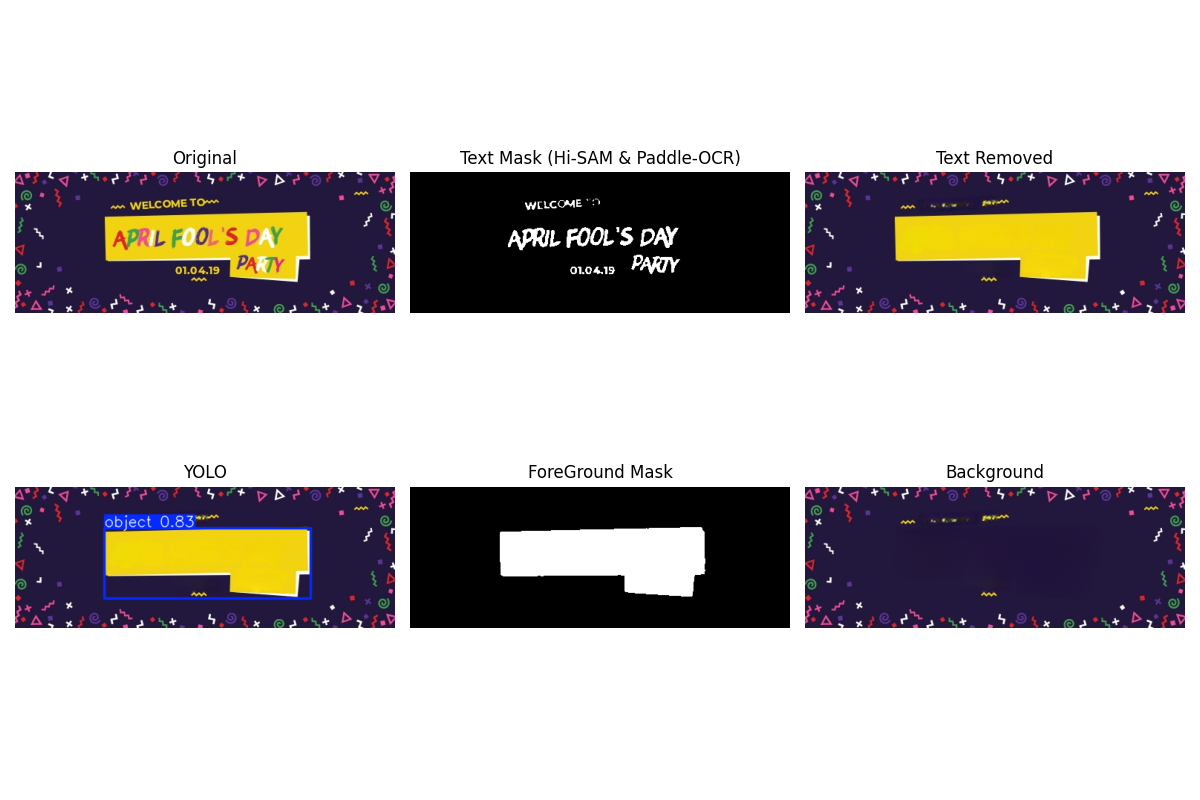 Original
WELCOME TO
APRIL FOOL'S DAY
PARTY
01.04.19
Text Mask (Hi-SAM & Paddle-OCR)
WELCOME TO
APRIL FOOL'S DAY
PARTY
01.04.19
Text Removed
YOLO
object 0.83
ForeGround Mask
Background